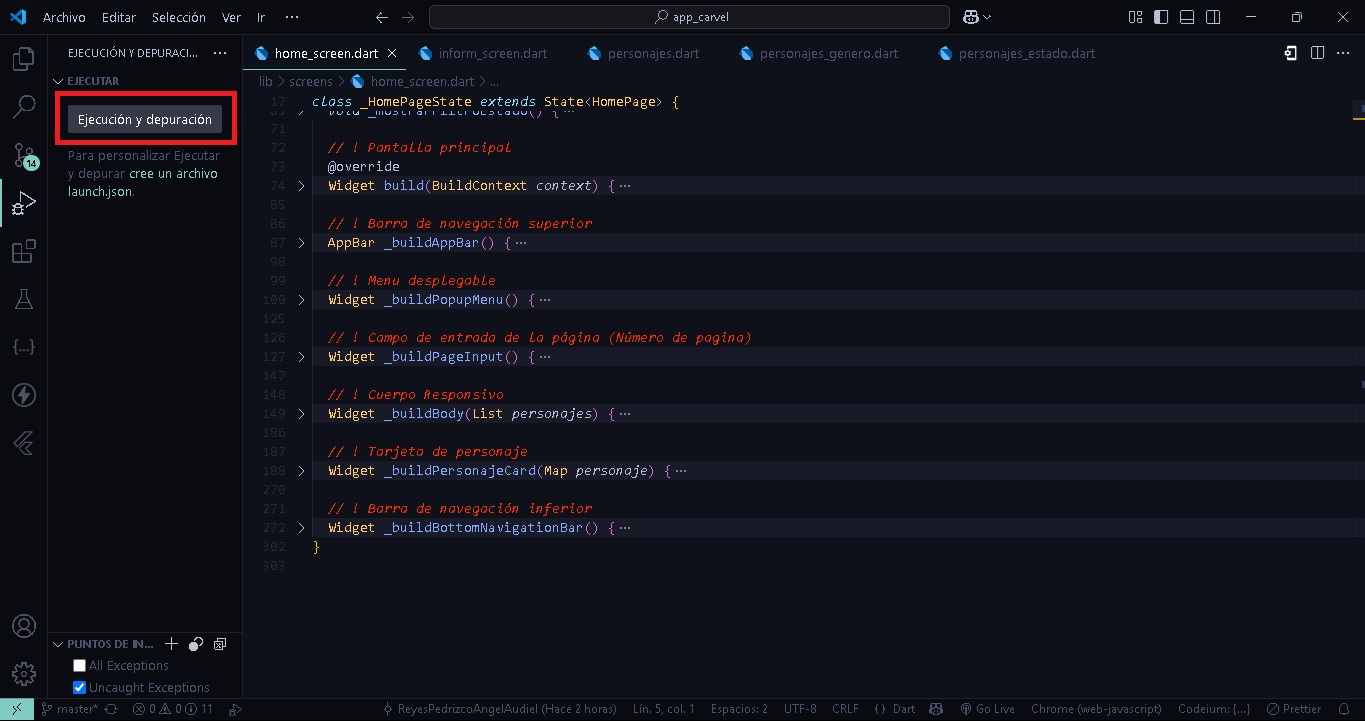 Archivo Editar Selección Ver Ir ···
app_carvel
EJECUCIÓN Y DEPURACI... ···
home_screen.dart
inform_screen.dart
personajes.dart
personajes_genero.dart
personajes_estado.dart
EJECUTAR
lib > screens > home_screen.dart > ...
Ejecución y depuración
Para personalizar Ejecutar
y depurar cree un archivo
launch.json.
17 class _HomePageState extends State<HomePage> {
void _mostrarFiltroEstado() { ···
71
72 // ! Pantalla principal
73 @override
74 Widget build(BuildContext context) { ···
85
86 // ! Barra de navegación superior
87 AppBar _buildAppBar() { ···
98
99 // ! Menu desplegable
100 Widget _buildPopupMenu() { ···
125
126 // ! Campo de entrada de la página (Número de pagina)
127 Widget _buildPageInput() { ···
147
148 // ! Cuerpo Responsivo
149 Widget _buildBody(List personajes) { ···
186
187 // ! Tarjeta de personaje
188 Widget _buildPersonajeCard(Map personaje) { ···
270
271 // ! Barra de navegación inferior
272 Widget _buildBottomNavigationBar() { ···
302 }
303
14
PUNTOS DE IN...
All Exceptions
Uncaught Exceptions
master* 0 0 11 ReyesPedrizcoAngelAudiel (Hace 2 horas) Lín. 5, col. 1 Espacios: 2 UTF-8 CRLF {} Dart Go Live Chrome (web-javascript) Codeium: {...} Prettier